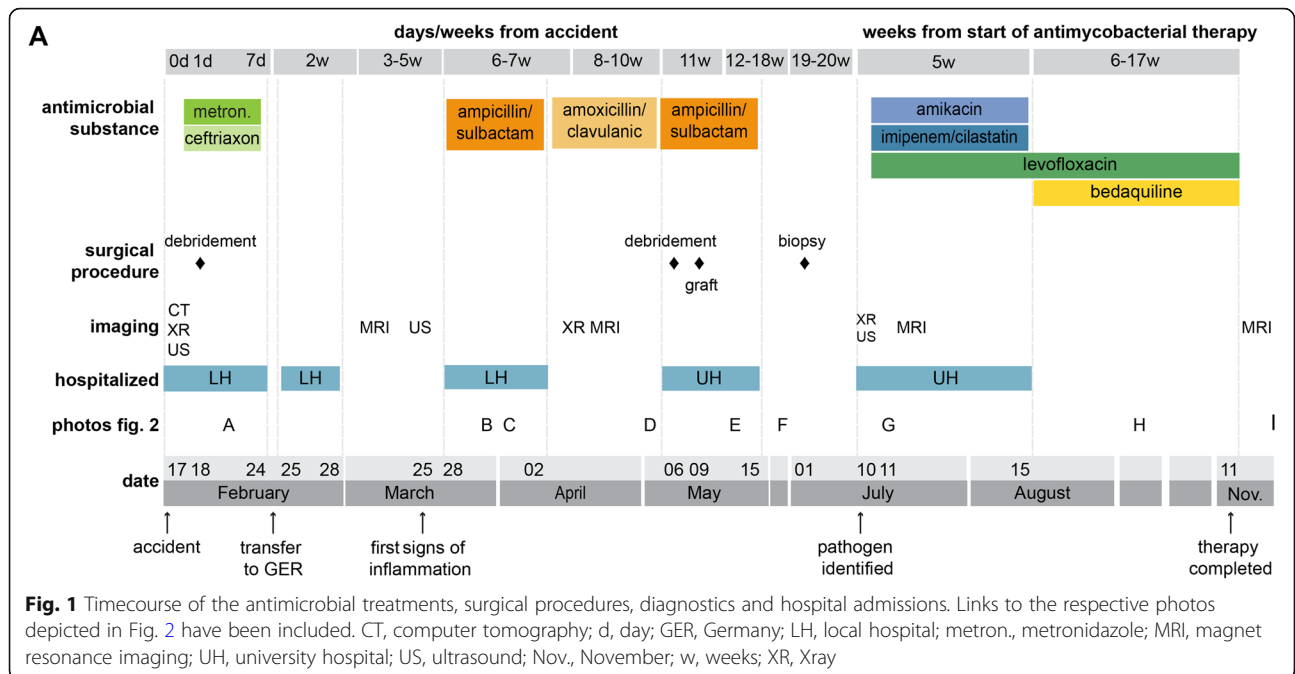 A
days/weeks from accident weeks from start of antimycobacterial therapy
0d 1d 7d 2w 3-5w 6-7w 8-10w 11w 12-18w 19-20w 5w 6-17w
antimicrobial substance
metron.
ceftriaxon
ampicillin/
sulbactam
amoxicillin/
clavulanic
ampicillin/
sulbactam
amikacin
imipenem/cilastatin
levofloxacin
bedaquiline
surgical
procedure
debridement debridement biopsy
graft
imaging
CT
XR
US
MRI US XR MRI
XR
US
MRI MRI
hospitalized LH LH LH UH UH
photos fig. 2 A B C D E F G H I
date
17 18 24 25 28 25 28 02 06 09 15 01 10 11 15 11
February March April May July August Nov.
accident
transfer
to GER
first signs of
inflammation
pathogen
identified
therapy
completed
Fig. 1 Timecourse of the antimicrobial treatments, surgical procedures, diagnostics and hospital admissions. Links to the respective photos
depicted in Fig. 2 have been included. CT, computer tomography; d, day; GER, Germany; LH, local hospital; metron., metronidazole; MRI, magnet
resonance imaging; UH, university hospital; US, ultrasound; Nov., November; w, weeks; XR, Xray